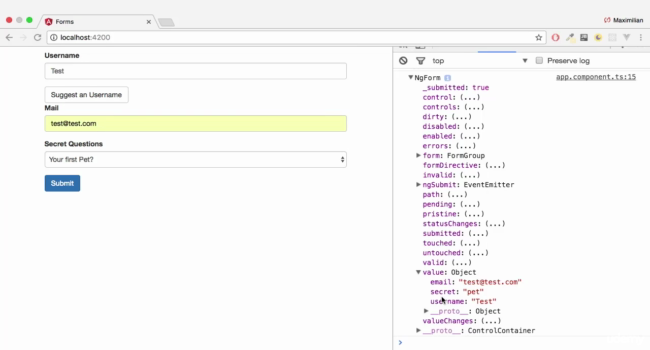 Forms
Maximilian
localhost:4200
Username
Test
Suggest an Username
Mail
test@test.com
Secret Questions
Your first Pet?
Submit
top
Preserve log
NgForm
app.component.ts:15
_submitted: true
control: (...)
controls: (...)
dirty: (...)
disabled: (...)
enabled: (...)
errors: (...)
form: FormGroup
formDirective: (...)
invalid: (...)
ngSubmit: EventEmitter
path: (...)
pending: (...)
pristine: (...)
statusChanges: (...)
submitted: (...)
touched: (...)
untouched: (...)
valid: (...)
value: Object
email: "test@test.com"
secret: "pet"
username: "Test"
__proto__: Object
valueChanges: (...)
__proto__: ControlContainer